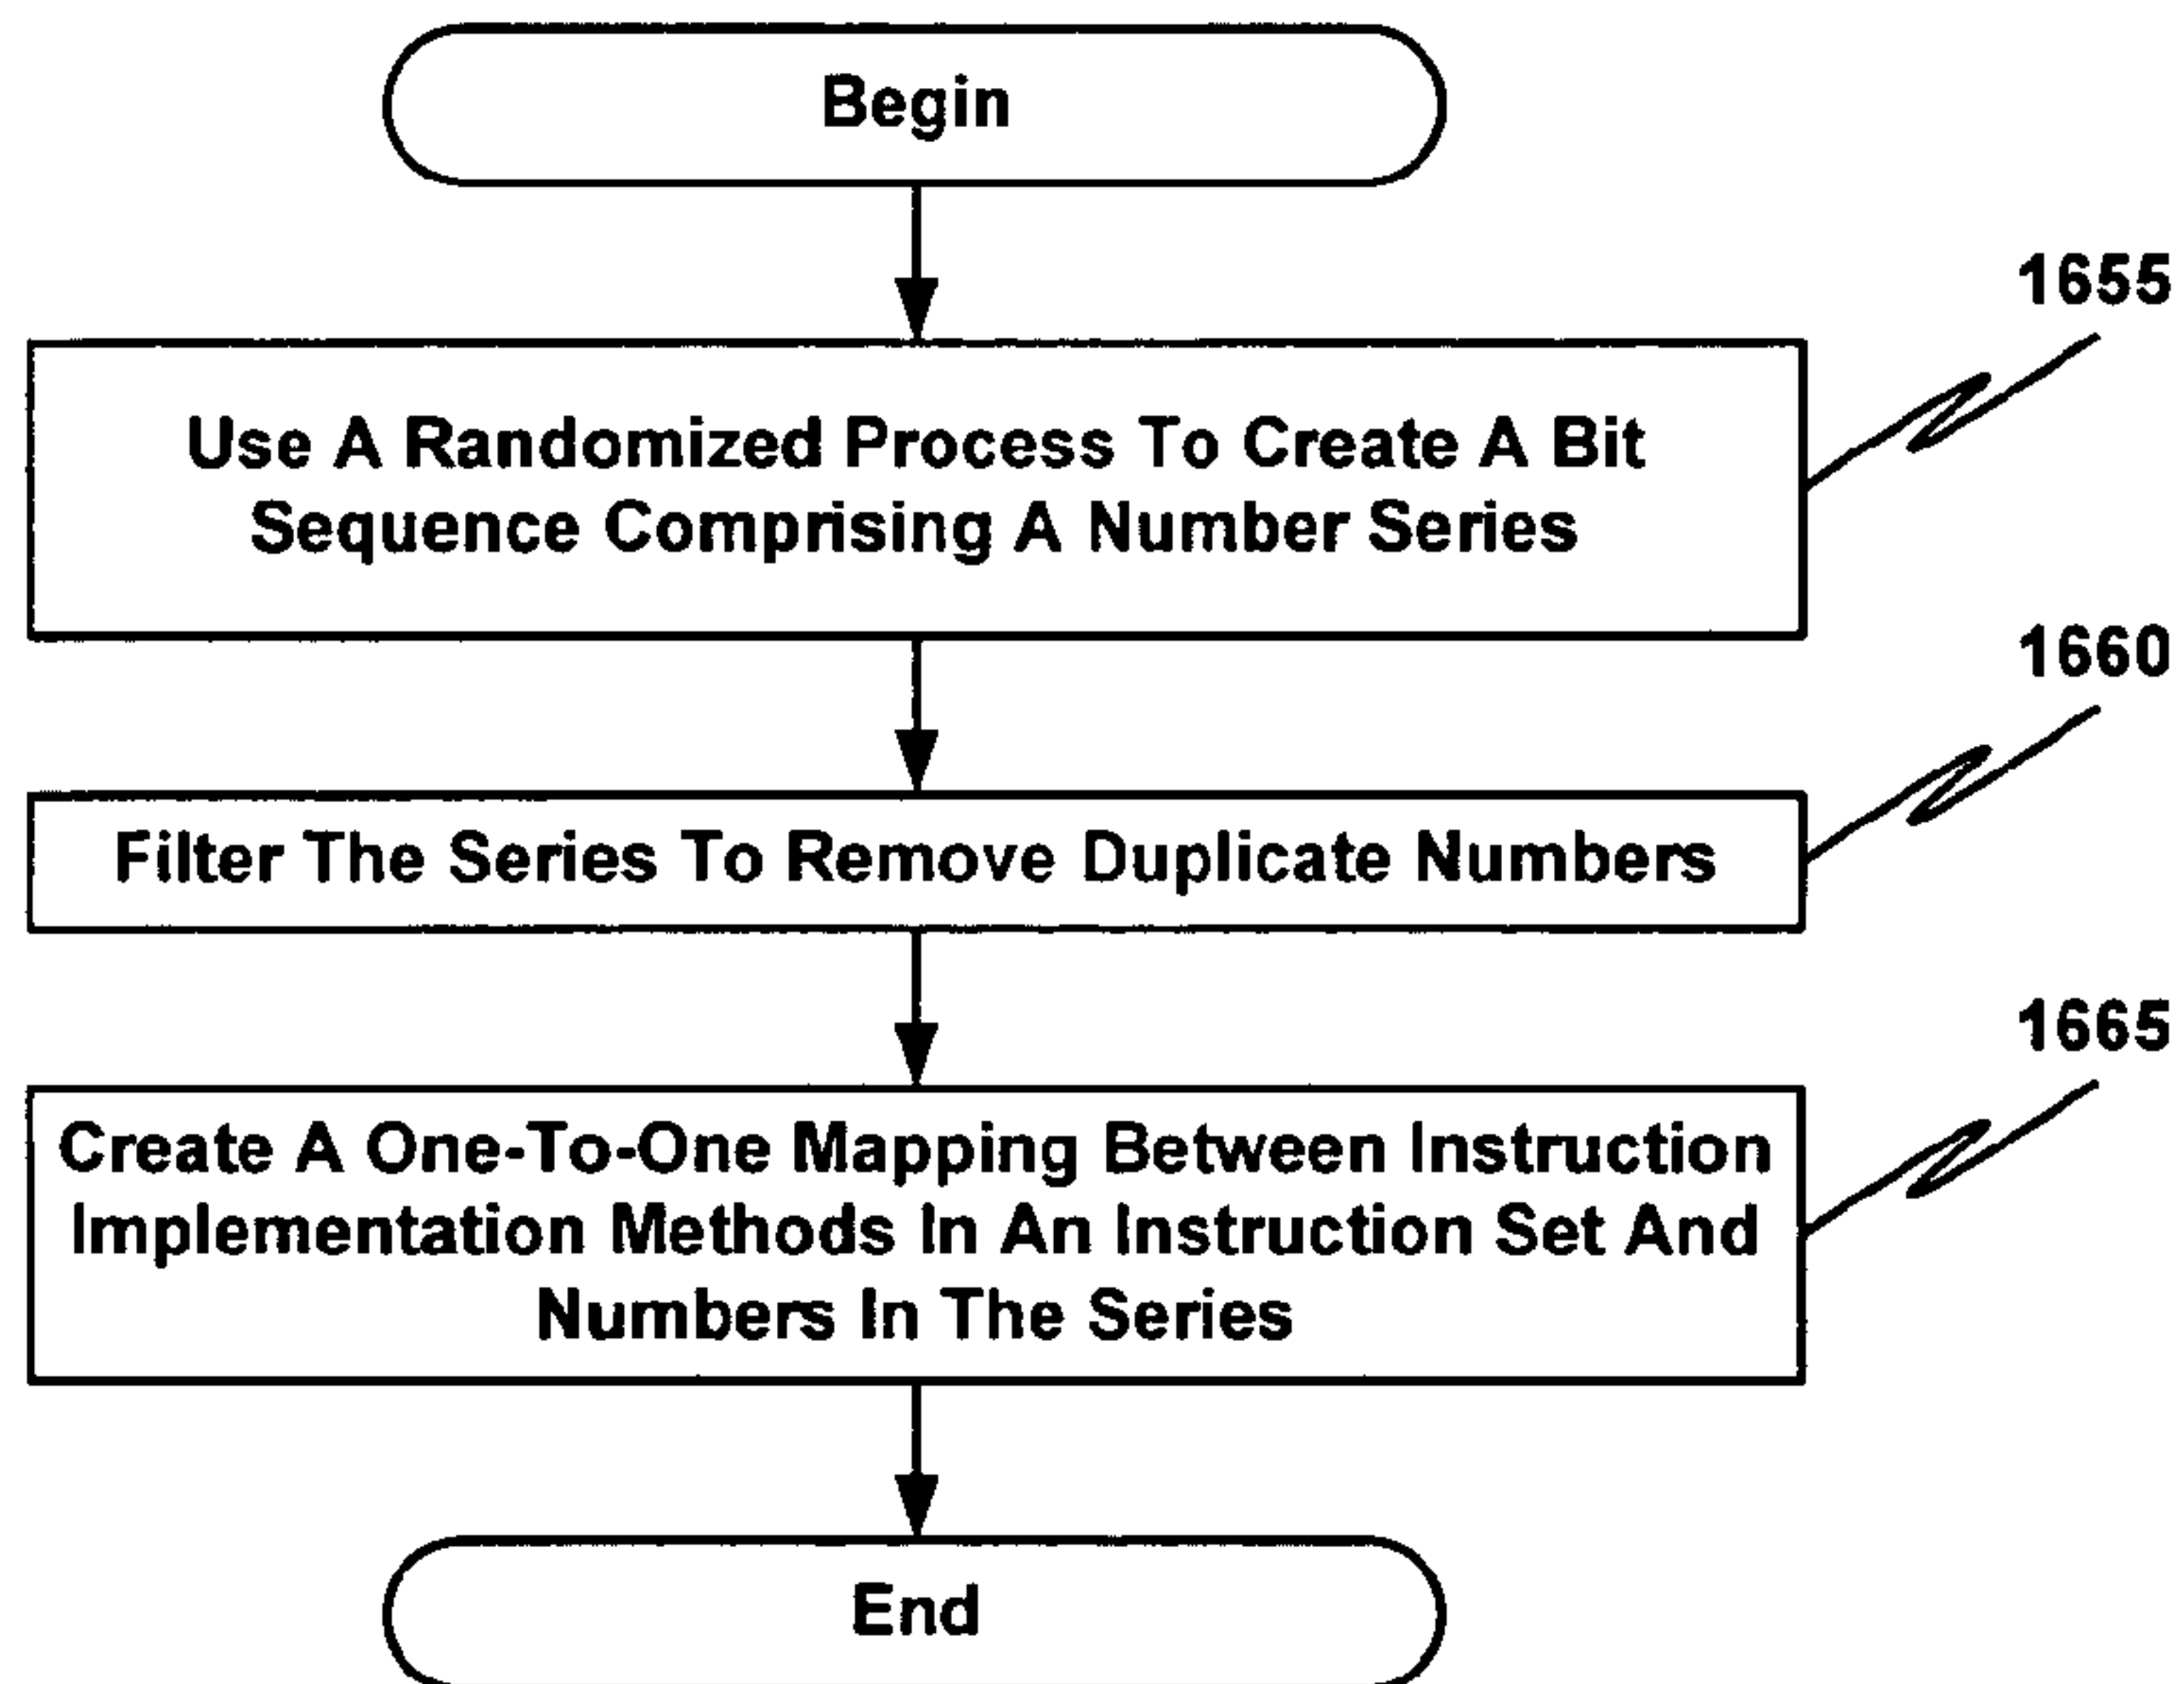 Begin
1655
Use A Randomized Process To Create A Bit
Sequence Comprising A Number Series
1660
Filter The Series To Remove Duplicate Numbers
1665
Create A One-To-One Mapping Between Instruction
Implementation Methods In An Instruction Set And
Numbers In The Series
End